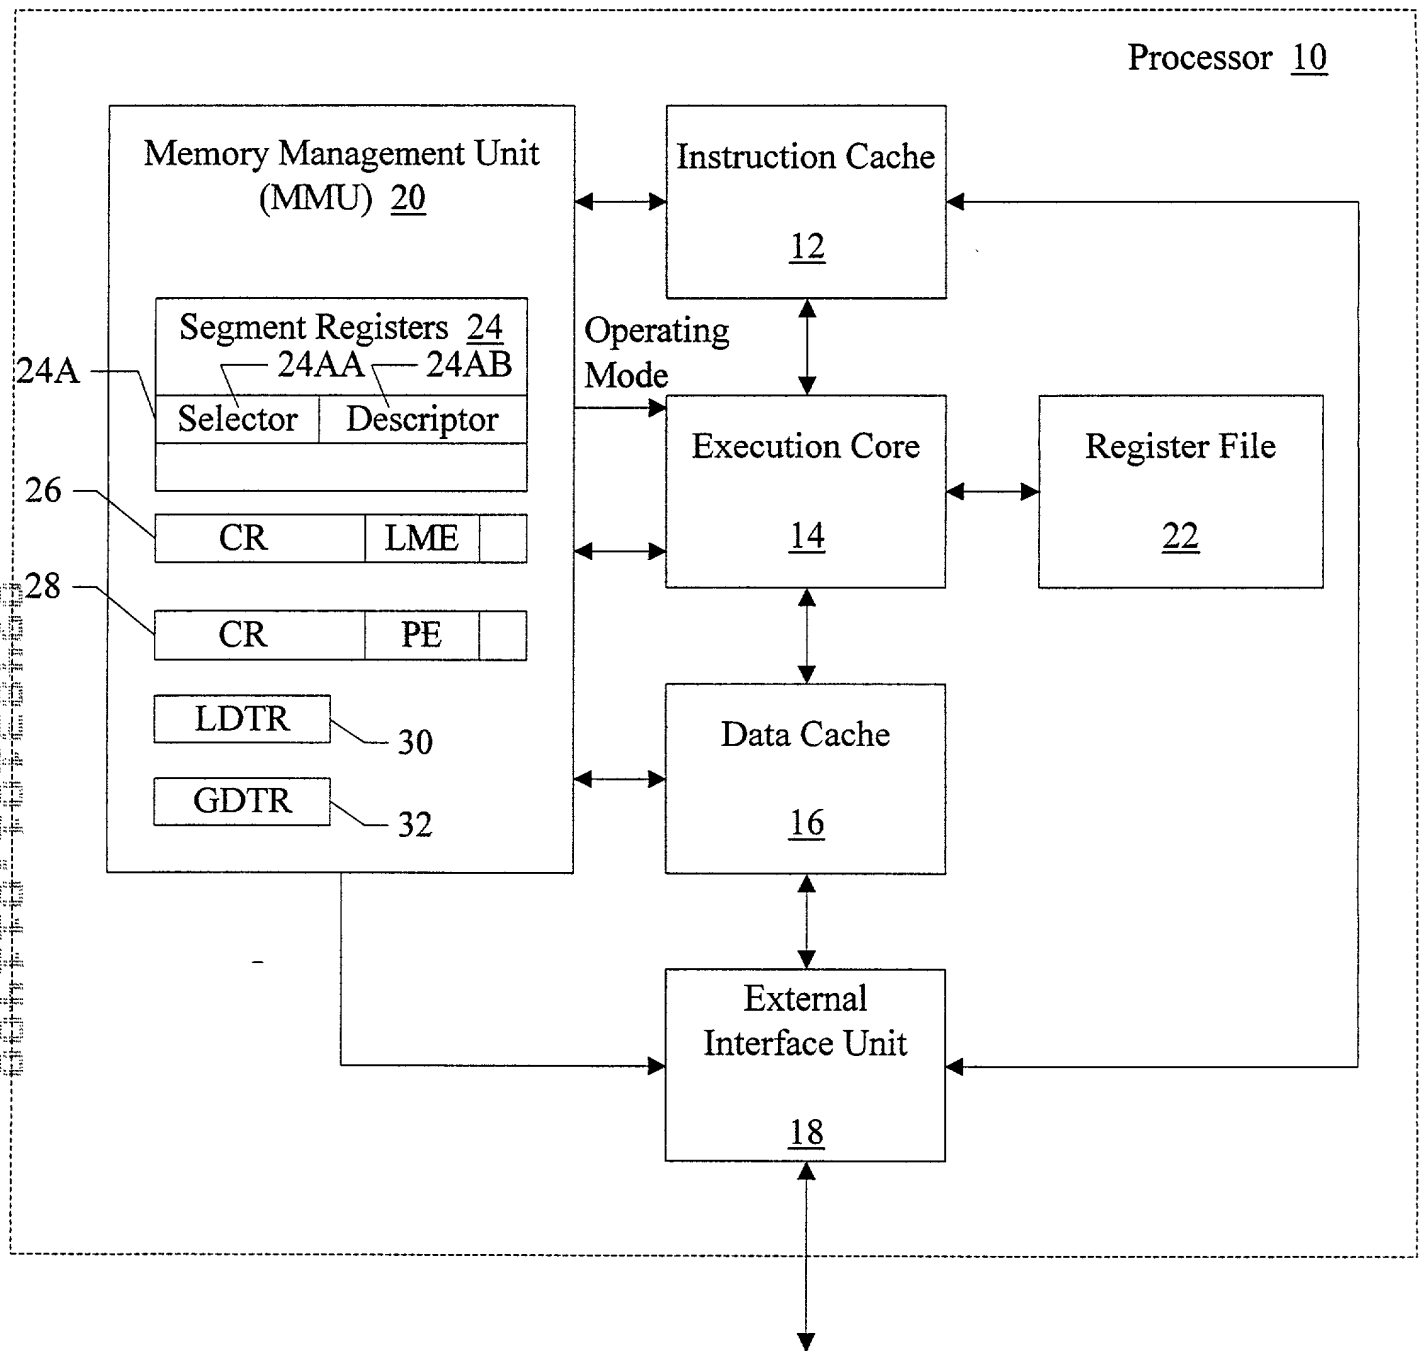 Processor 10
Memory Management Unit
(MMU) 20
Instruction Cache
12
Segment Registers 24
24AA
24AB
24A
Selector
Descriptor
Operating
Mode
Execution Core
14
Register File
22
26
CR
LME
28
CR
PE
LDTR
30
GDTR
32
Data Cache
16
External
Interface Unit
18